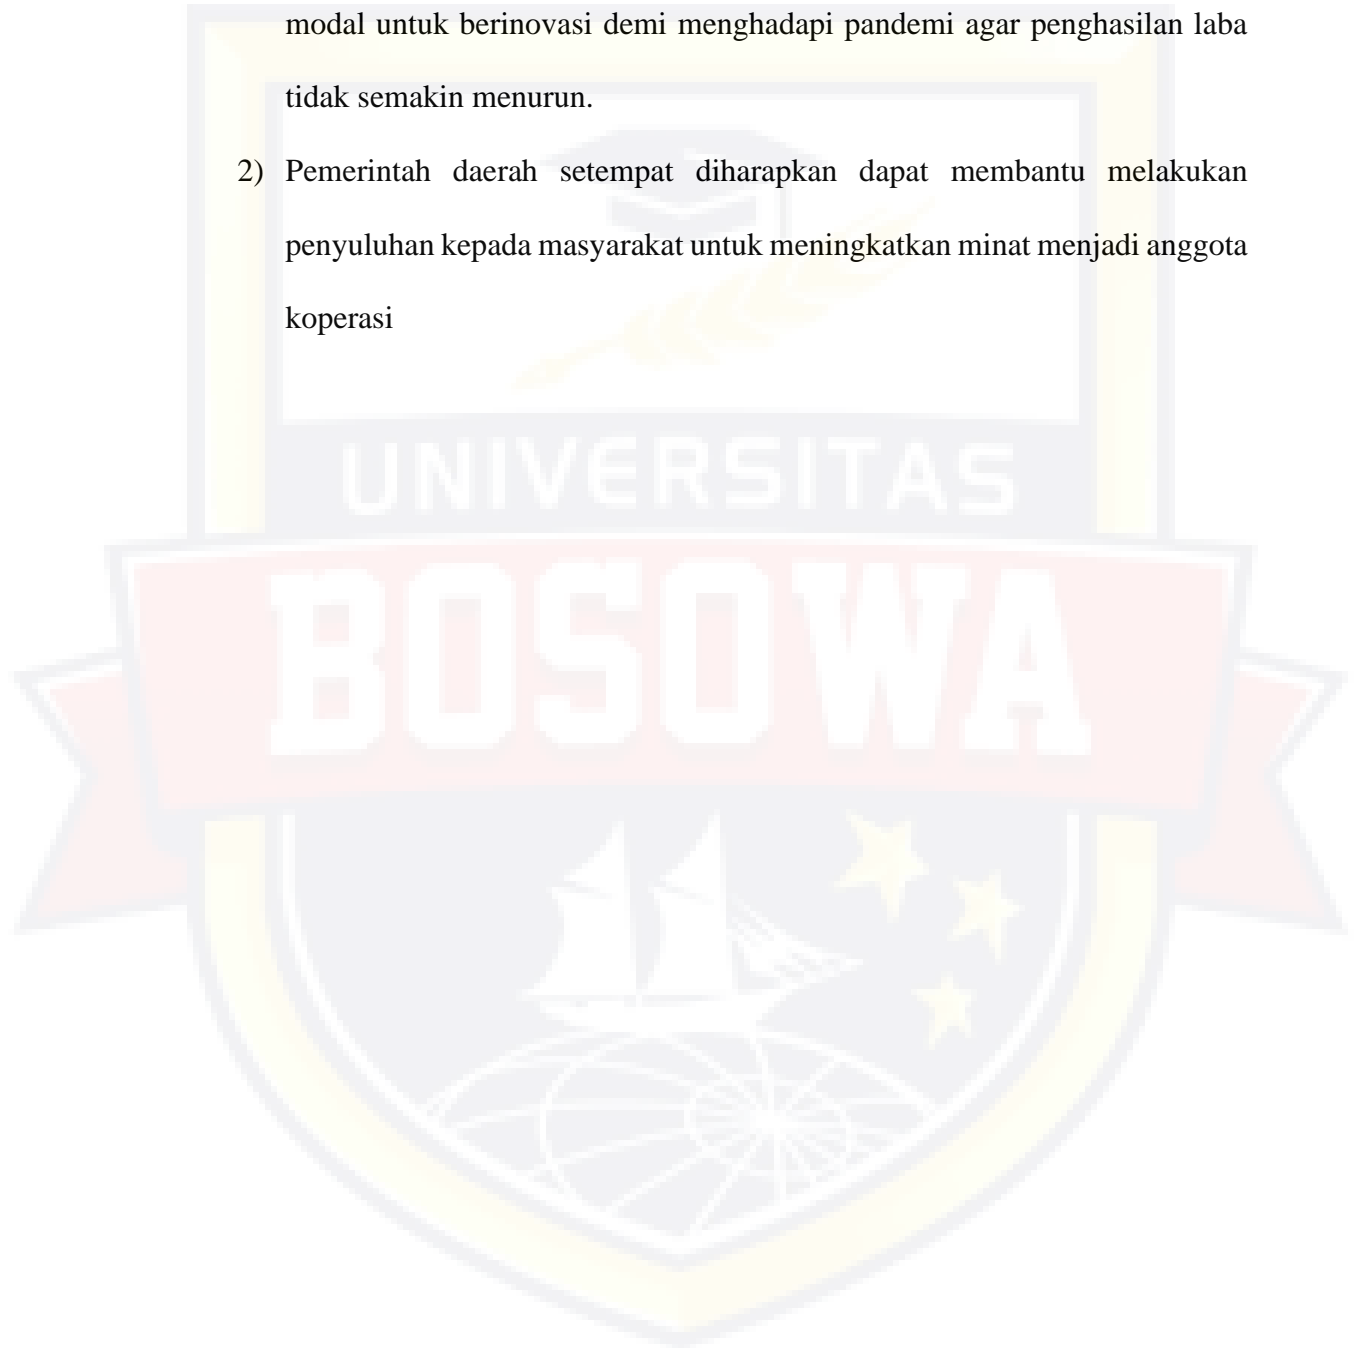 modal untuk berinovasi demi menghadapi pandemi agar penghasilan laba
tidak semakin menurun.
2) Pemerintah daerah setempat diharapkan dapat membantu melakukan
penyuluhan kepada masyarakat untuk meningkatkan minat menjadi anggota
koperasi
UNIVERSITAS
BOSOWA